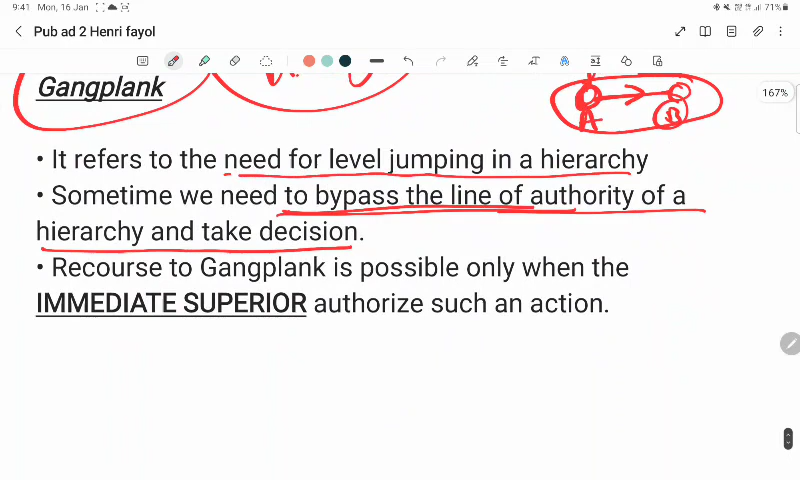 9:41 Mon, 16 Jan 71%
Pub ad 2 Henri fayol
Gangplank
A B
167%
• It refers to the need for level jumping in a hierarchy
• Sometime we need to bypass the line of authority of a
hierarchy and take decision.
• Recourse to Gangplank is possible only when the
IMMEDIATE SUPERIOR authorize such an action.